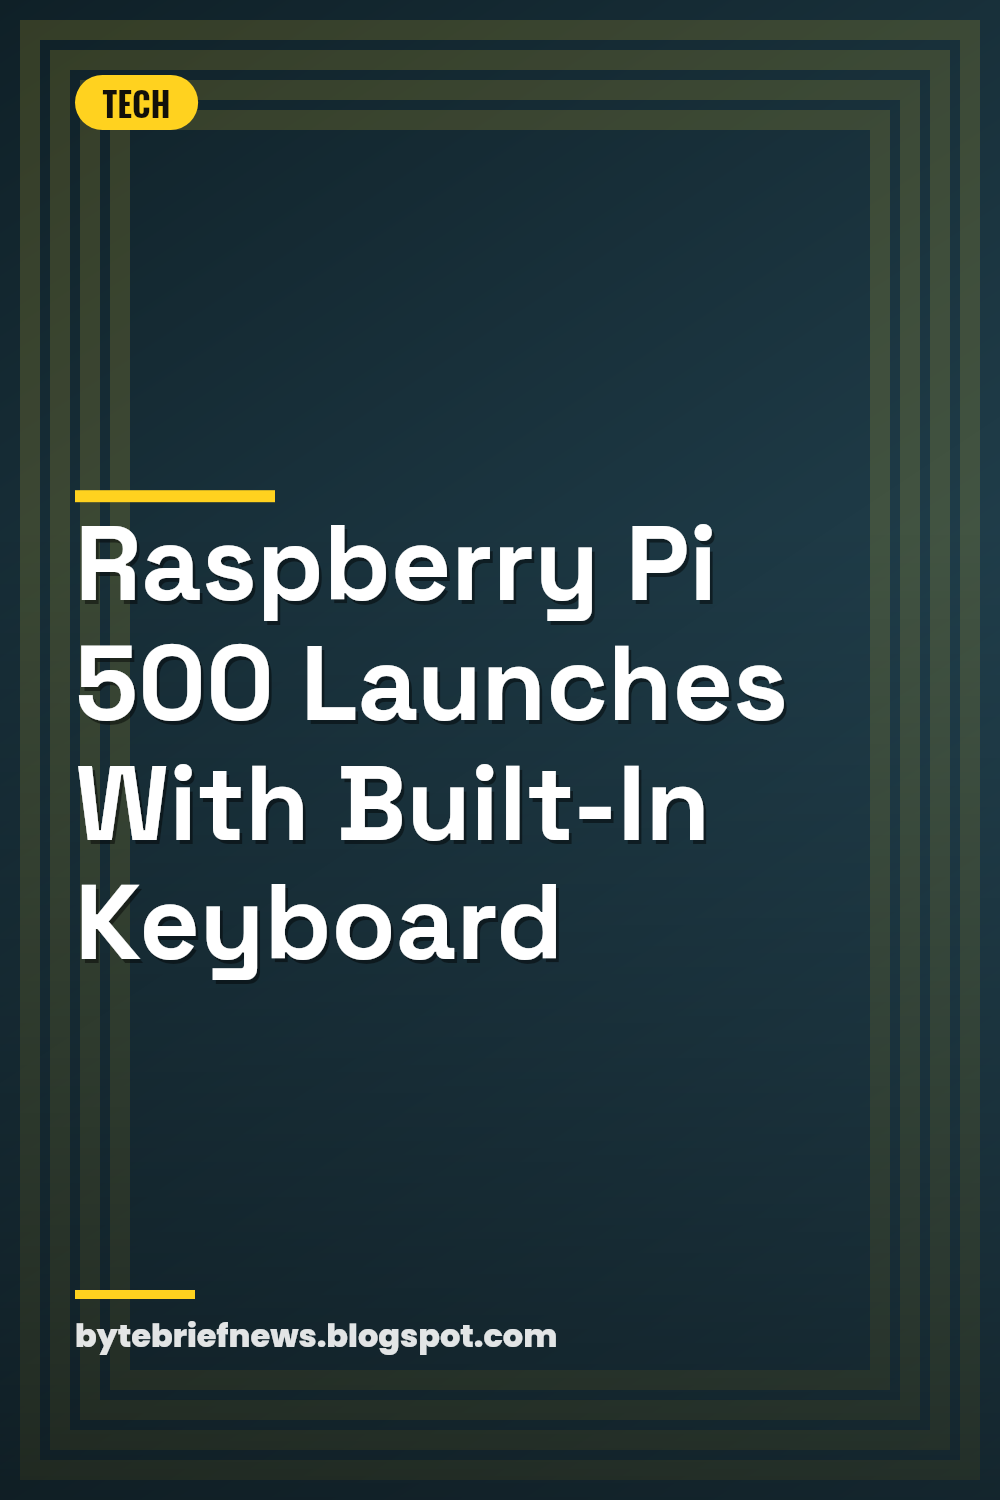 TECH
Raspberry Pi
500 Launches
With Built-In
Keyboard
bytebriefnews.blogspot.com